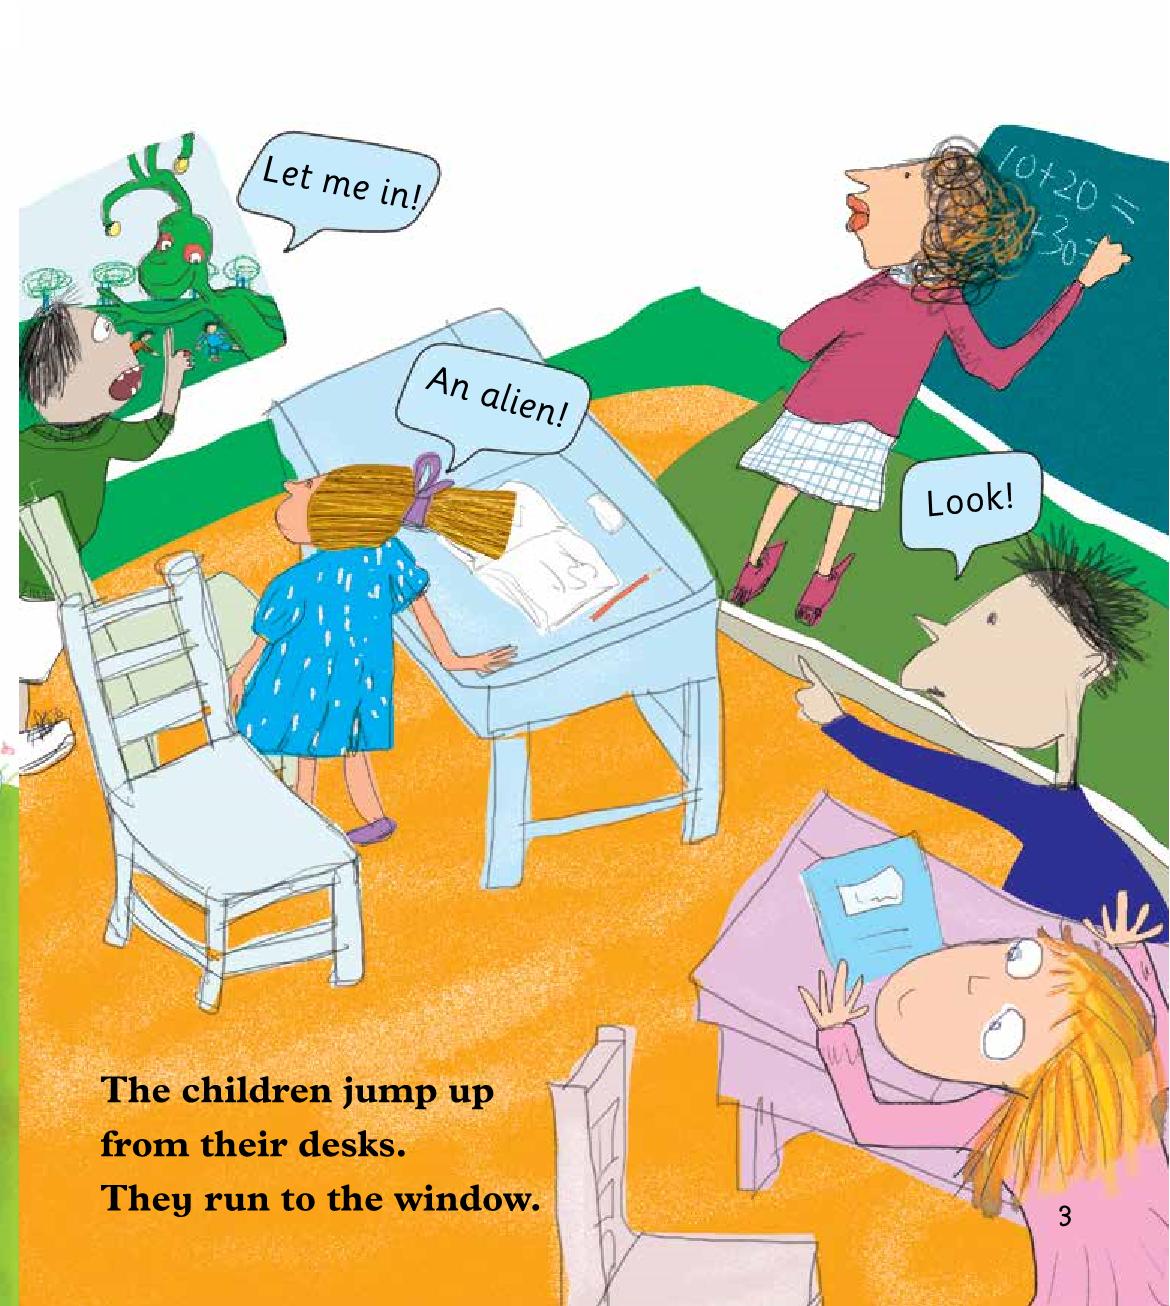 Let me in!
10+20 =
+30=
An alien!
Look!
The children jump up
from their desks.
They run to the window.
3